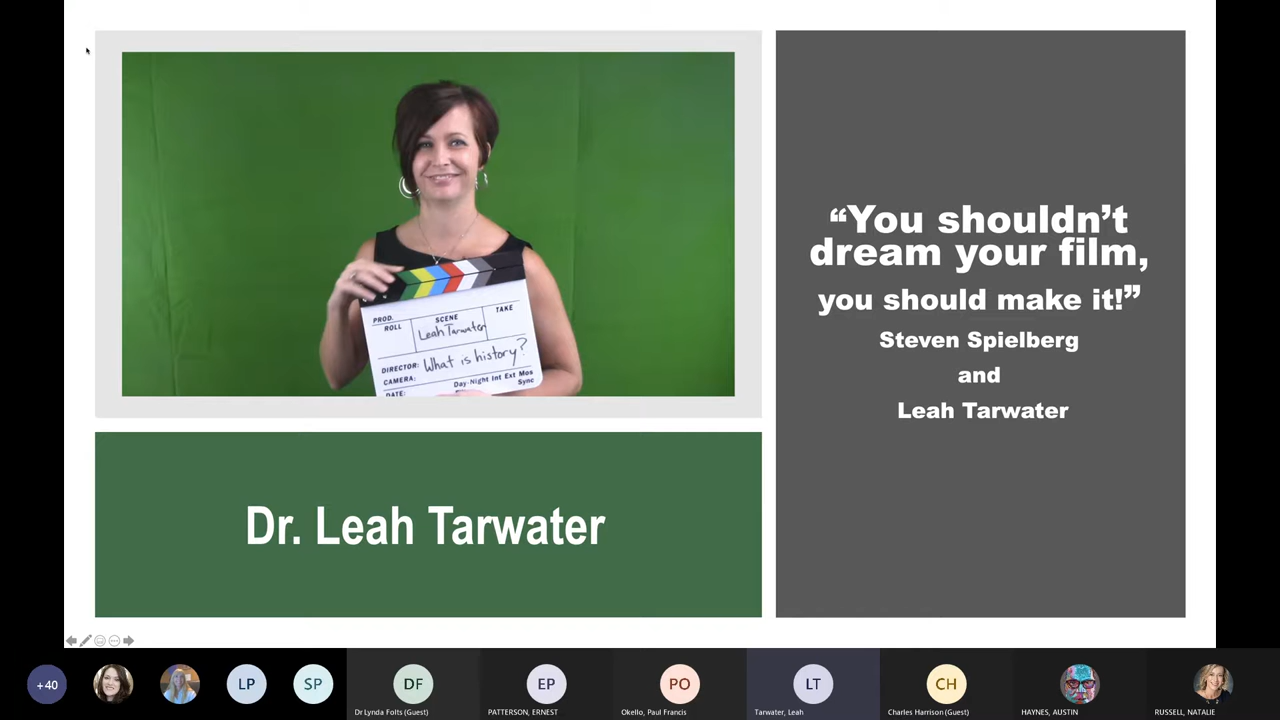 “You shouldn’t
dream your film,
you should make it!”
Steven Spielberg
and
Leah Tarwater
PROD.
ROLL
SCENE
TAKE
Leah Tarwater
DIRECTOR: What is history?
CAMERA:
Day-Night Int Ext Mos
Sync
DATE:
Dr. Leah Tarwater
+40
LP
SP
DF
EP
PO
LT
CH
Dr Lynda Folts (Guest)
PATTERSON, ERNEST
Okello, Paul Francis
Tarwater, Leah
Charles Harrison (Guest)
HAYNES, AUSTIN
RUSSELL, NATALIE